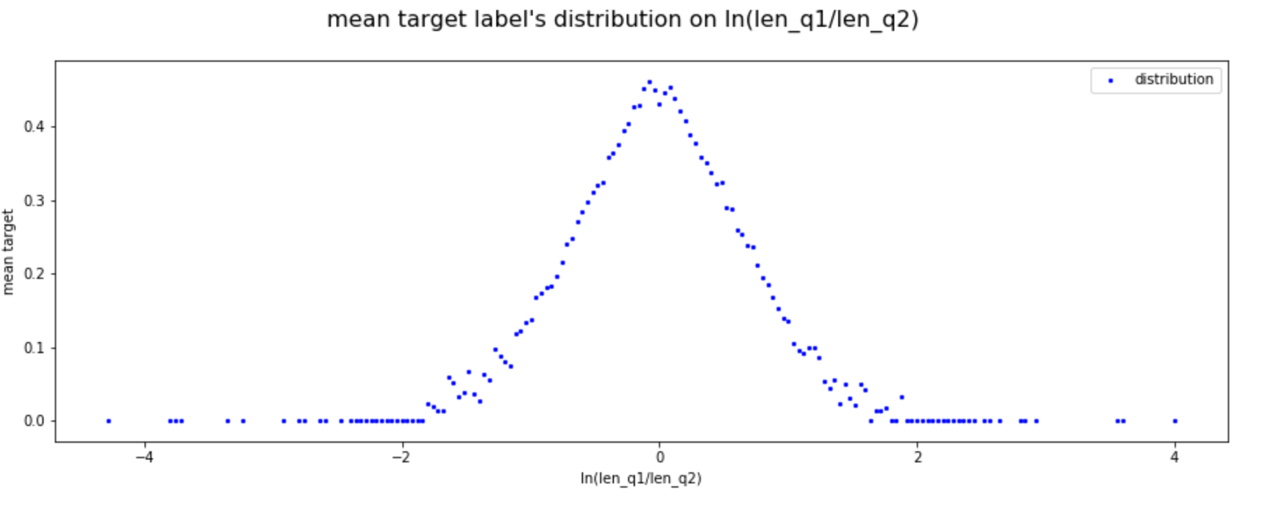 mean target label's distribution on ln(len_q1/len_q2)
distribution
mean target
0.4
0.3
0.2
0.1
0.0
−4 −2 0 2 4
ln(len_q1/len_q2)